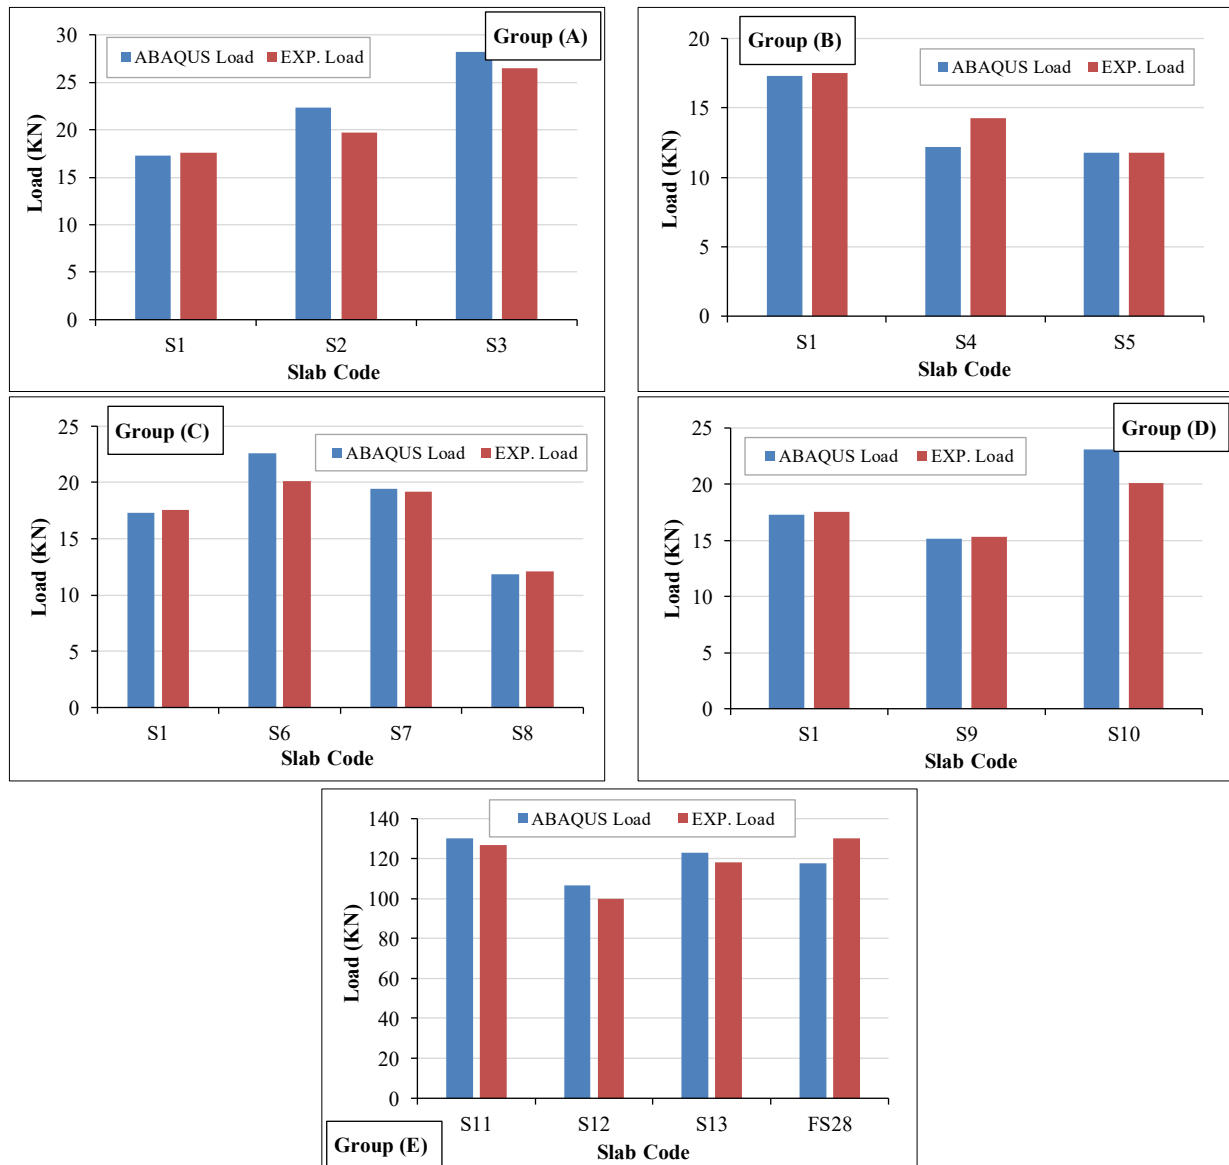 Group (A)
ABAQUS Load EXP. Load
30
25
20
15
10
5
0
Load (KN)
S1 S2 S3
Slab Code
Group (B)
ABAQUS Load EXP. Load
20
15
10
5
0
Load (KN)
S1 S4 S5
Slab Code
Group (C)
ABAQUS Load EXP. Load
25
20
15
10
5
0
Load (KN)
S1 S6 S7 S8
Slab Code
Group (D)
ABAQUS Load EXP. Load
25
20
15
10
5
0
Load (KN)
S1 S9 S10
Slab Code
ABAQUS Load EXP. Load
140
120
100
80
60
40
20
0
Load (KN)
S11 S12 S13 FS28
Slab Code
Group (E)